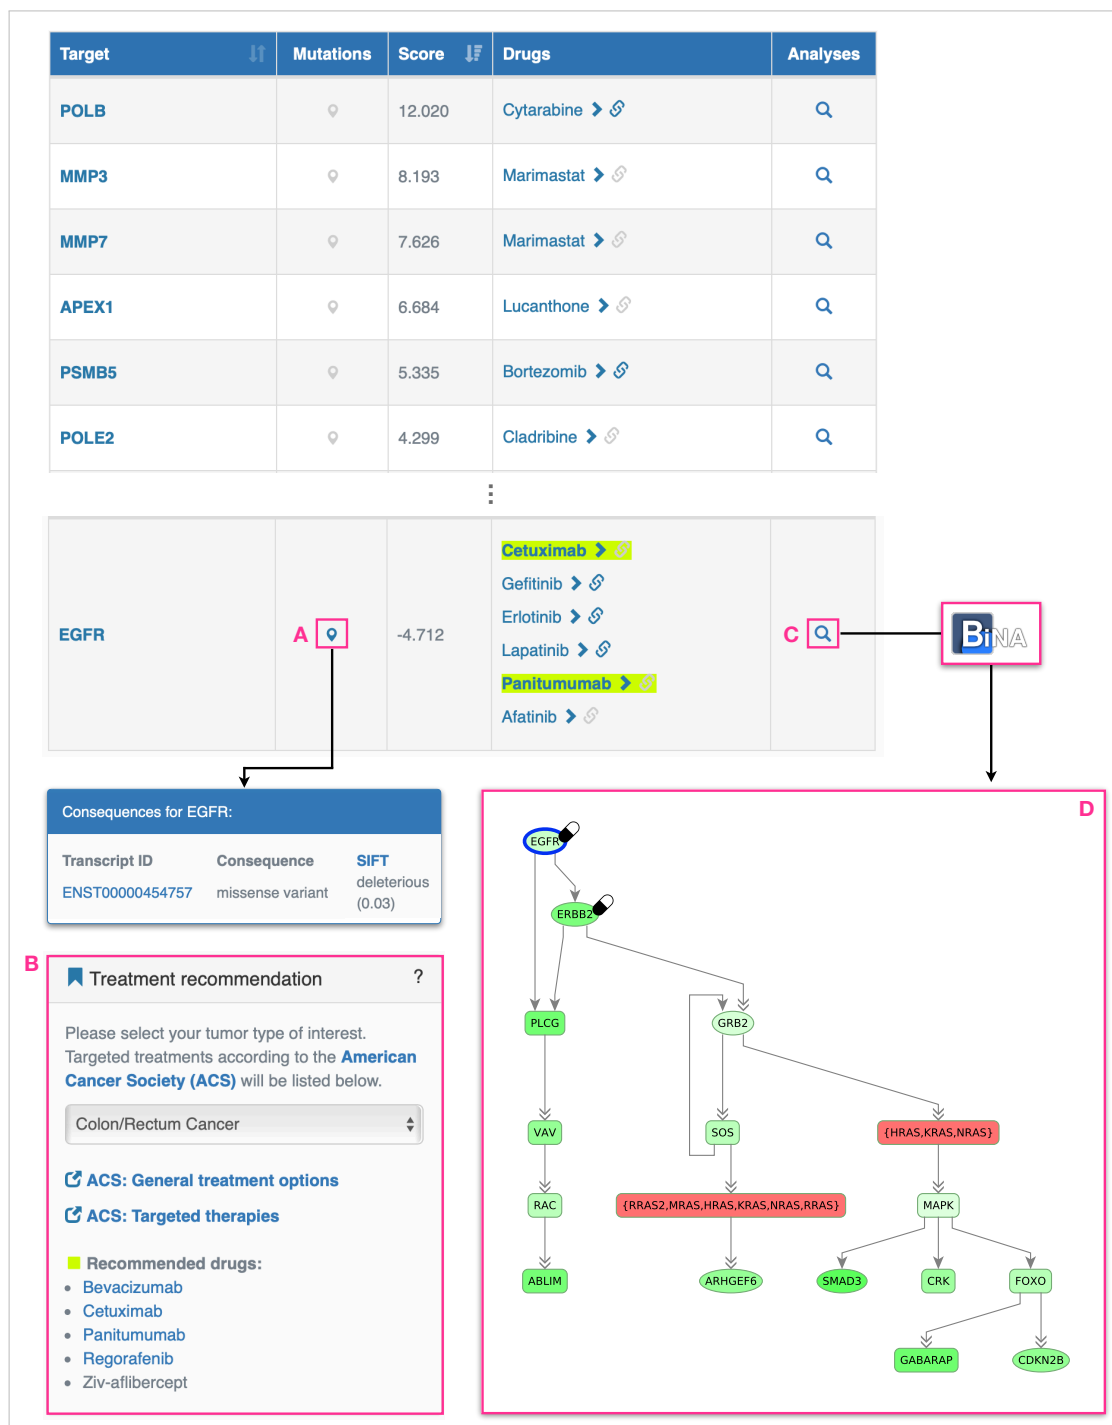 Target Mutations Score Drugs Analyses
POLB 12.020 Cytarabine
MMP3 8.193 Marimastat
MMP7 7.626 Marimastat
APEX1 6.684 Lucanthone
PSMB5 5.335 Bortezomib
POLE2 4.299 Cladribine
Cetuximab
Gefitinib
Erlotinib
EGFR A -4.712 C BiNA
Lapatinib
Panitumumab
Afatinib
Consequences for EGFR:
Transcript ID Consequence SIFT
ENST00000454757 missense variant deleterious
(0.03)
B
Treatment recommendation ?
Please select your tumor type of interest.
Targeted treatments according to the American
Cancer Society (ACS) will be listed below.
Colon/Rectum Cancer
ACS: General treatment options
ACS: Targeted therapies
Recommended drugs:
• Bevacizumab
• Cetuximab
• Panitumumab
• Regorafenib
• Ziv-aflibercept
D
EGFR
ERBB2
PLCG GRB2
VAV SOS {HRAS,KRAS,NRAS}
RAC {RRAS2,MRAS,HRAS,KRAS,NRAS,RRAS} MAPK
ABLIM ARHGEF6 SMAD3 CRK FOXO
GABARAP CDKN2B